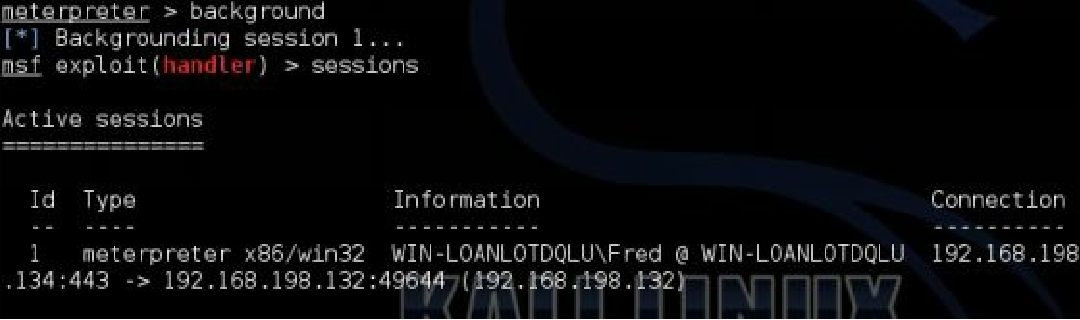 meterpreter > background
[*] Backgrounding session 1...
msf exploit(handler) > sessions
Active sessions
===============
Id Type Information Connection
-- ---- ----------- ----------
1 meterpreter x86/win32 WIN-LOANLOTDQLU\Fred @ WIN-LOANLOTDQLU 192.168.198
.134:443 -> 192.168.198.132:49644 (192.168.198.132)
KALI LINUX